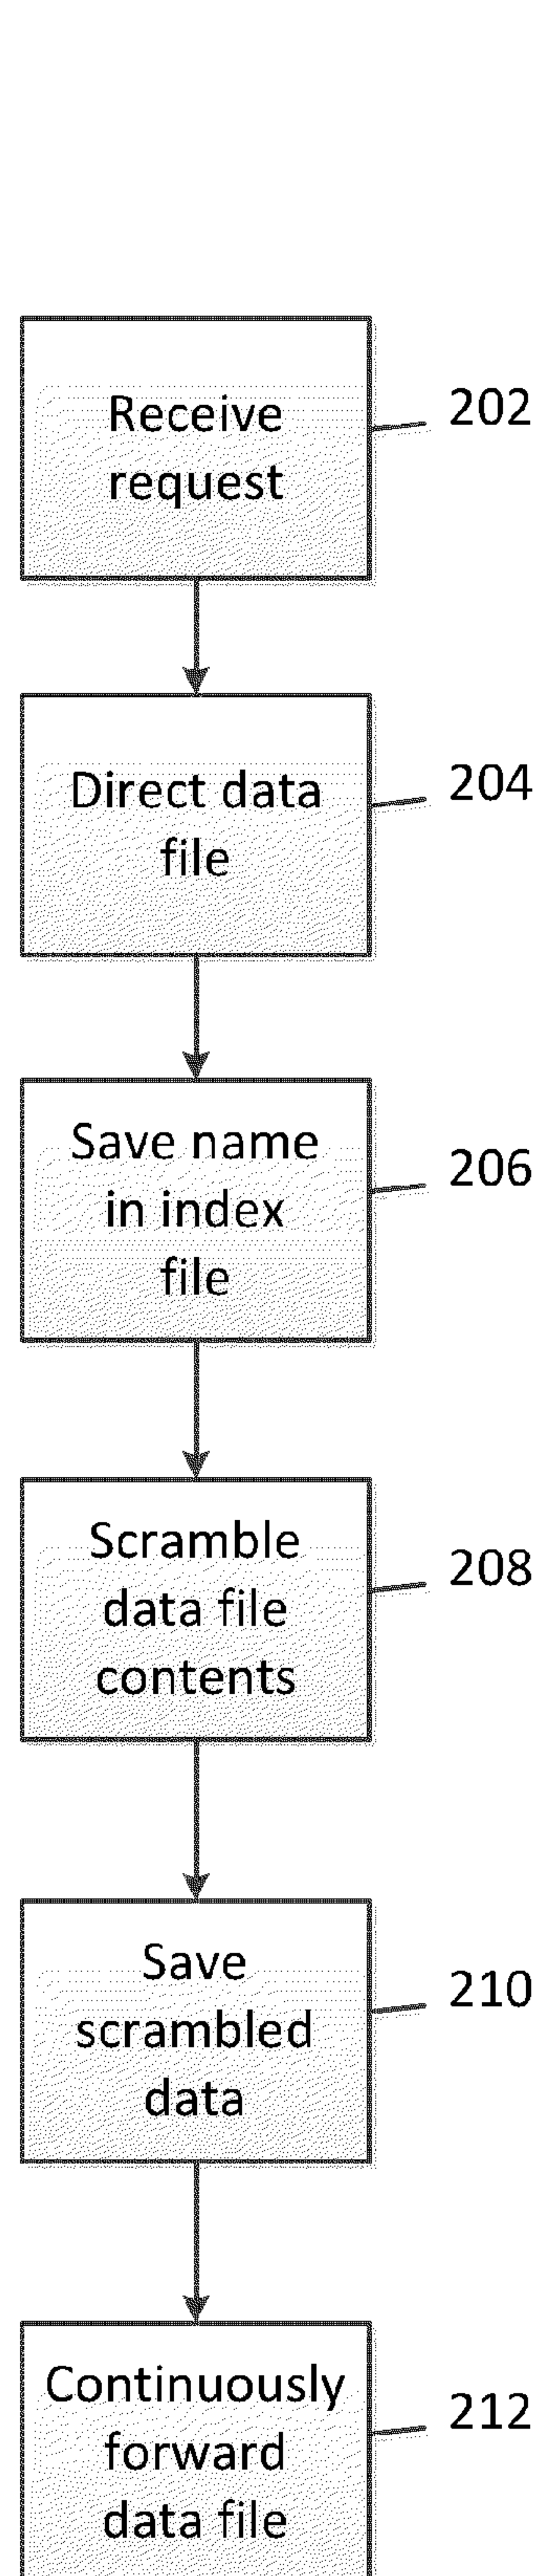 Receive
request
202
Direct data
file
204
Save name
in index
file
206
Scramble
data file
contents
208
Save
scrambled
data
210
Continuously
forward
data file
212